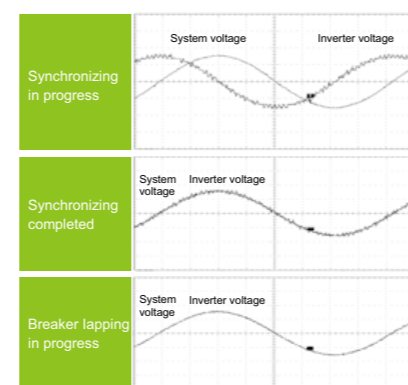 System voltage Inverter voltage
Synchronizing
in progress
System Inverter voltage
voltage
Synchronizing
completed
System Inverter voltage
voltage
Breaker lapping
in progress